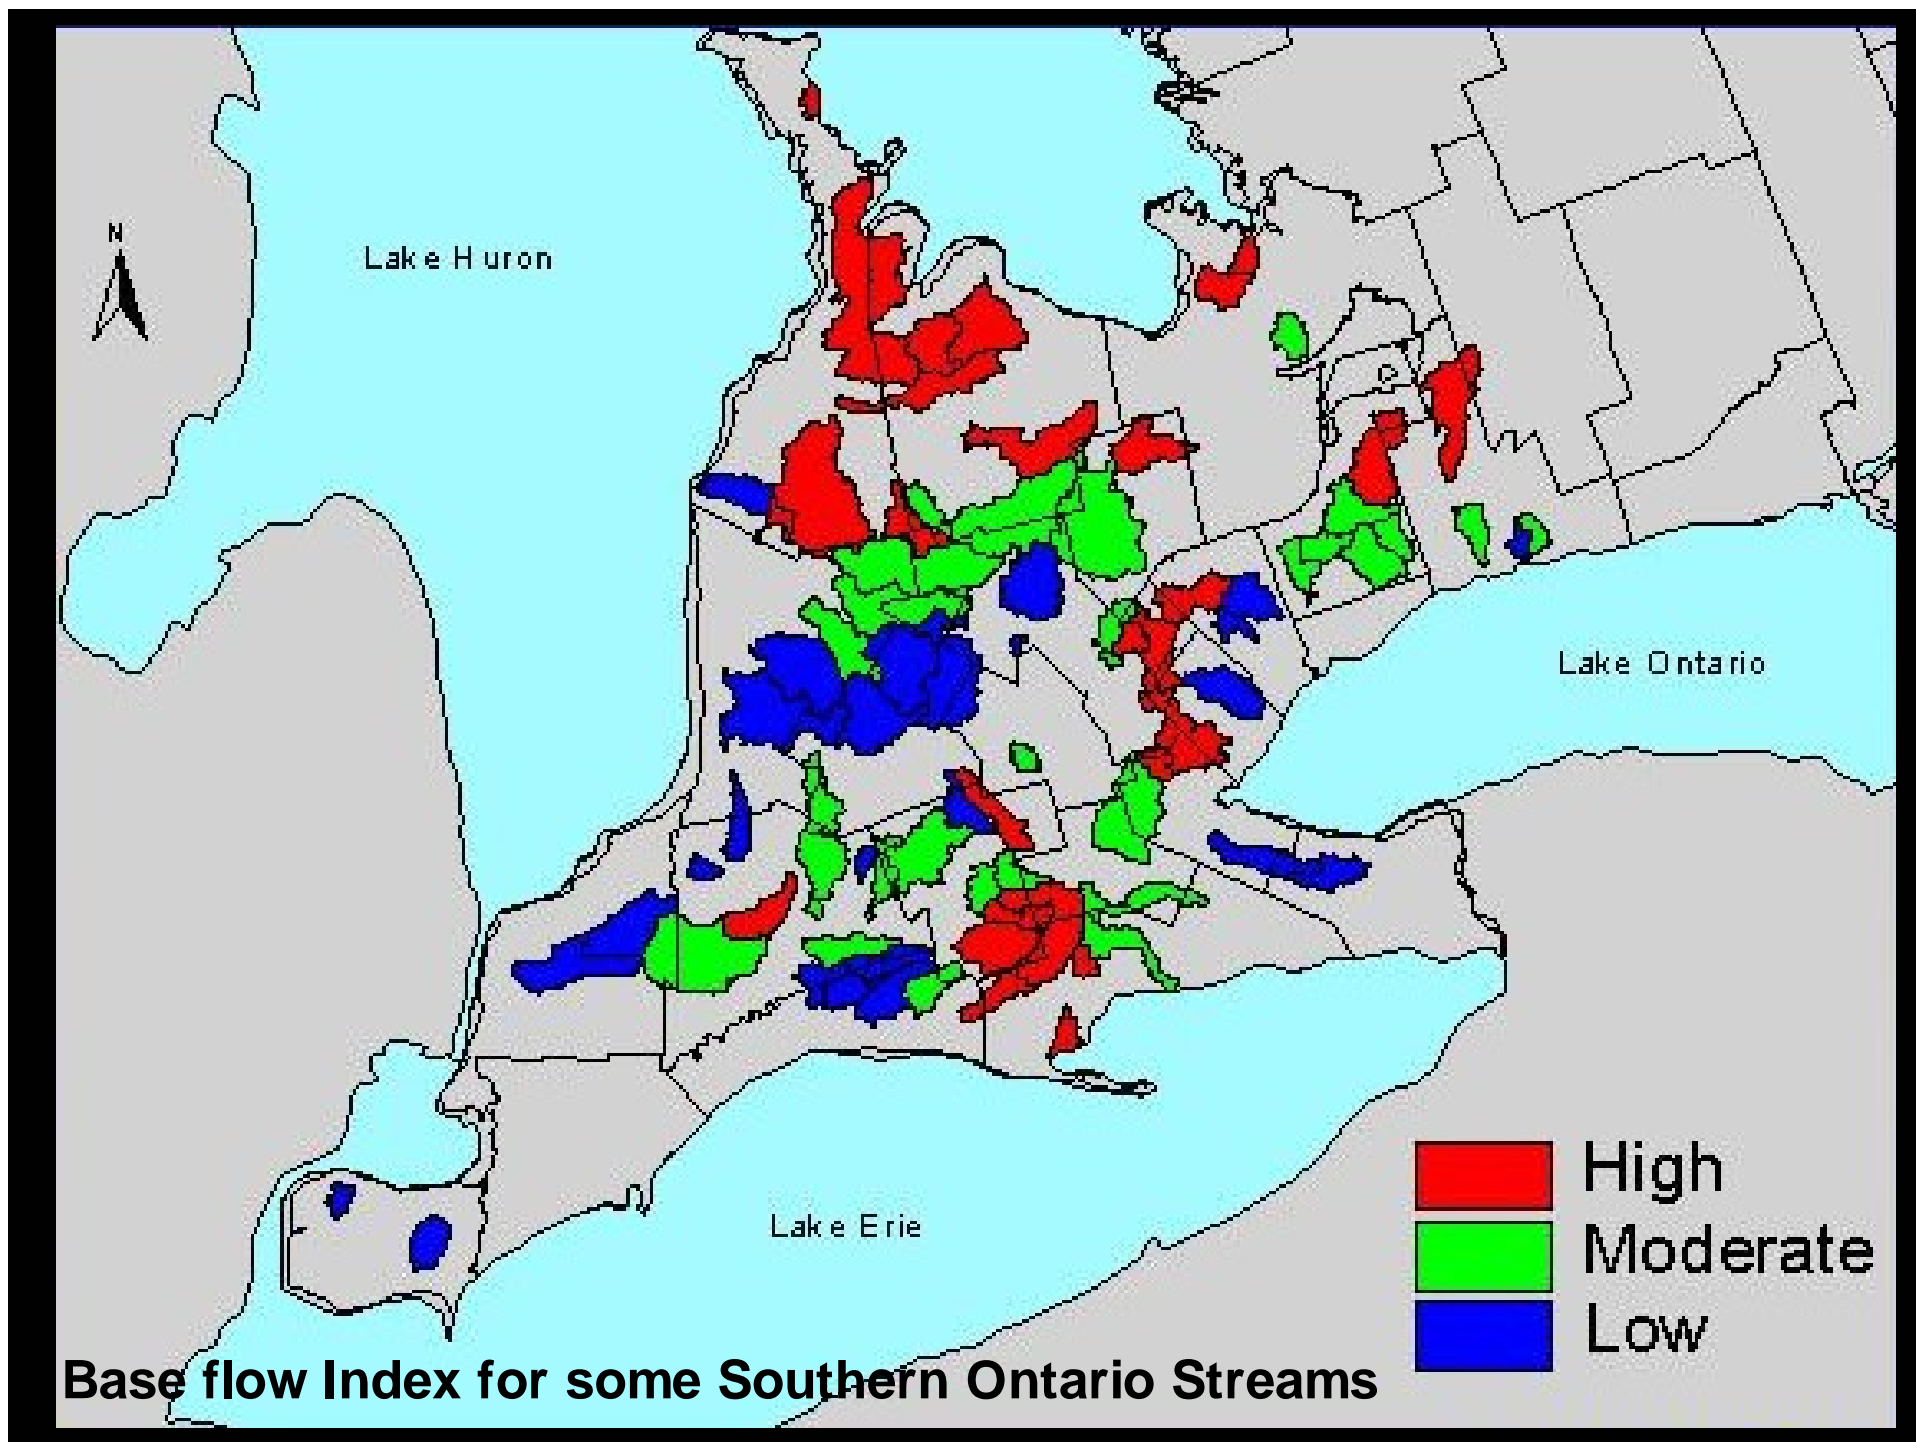 N
Lake Huron
Lake Ontario
Lake Erie
High
Moderate
Low
Base flow Index for some Southern Ontario Streams